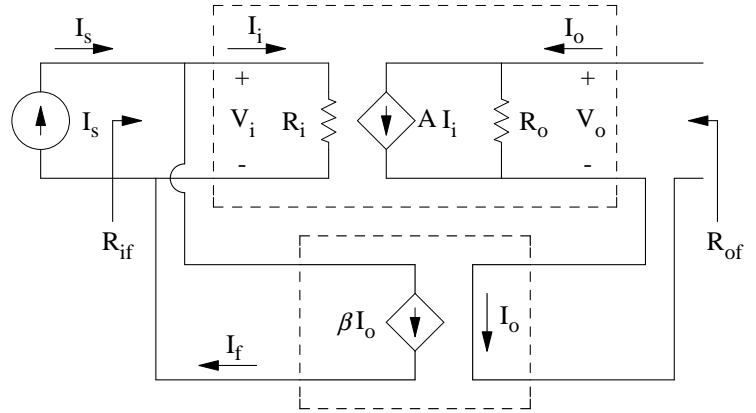 I_s
I_i
I_o
+
+
I_s
V_i
R_i
A I_i
R_o
V_o
-
-
R_if
R_of
βI_o
I_o
I_f